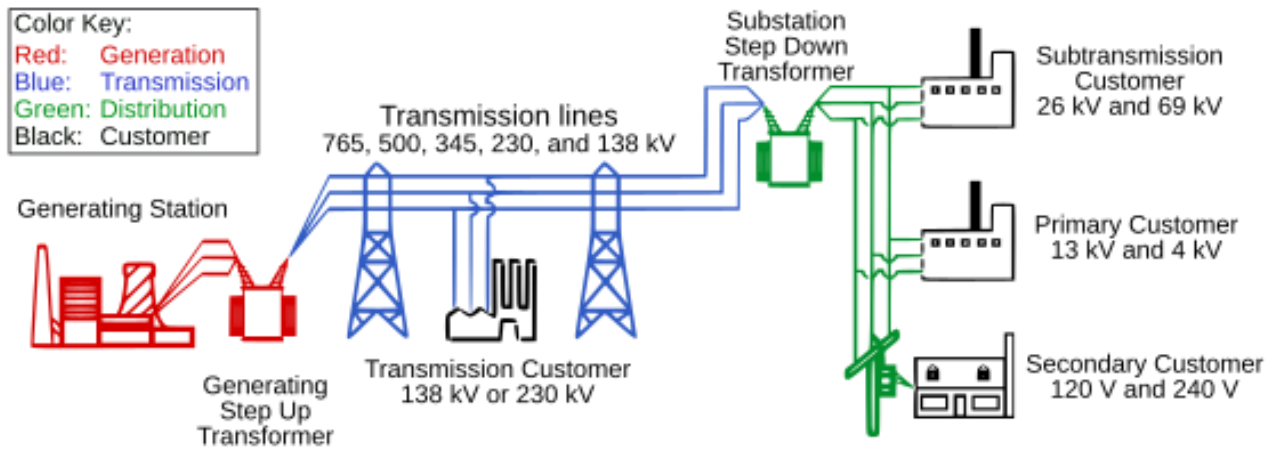 Color Key:
Red: Generation
Blue: Transmission
Green: Distribution
Black: Customer
Generating Station
Generating
Step Up
Transformer
Transmission lines
765, 500, 345, 230, and 138 kV
Transmission Customer
138 kV or 230 kV
Substation
Step Down
Transformer
Subtransmission
Customer
26 kV and 69 kV
Primary Customer
13 kV and 4 kV
Secondary Customer
120 V and 240 V